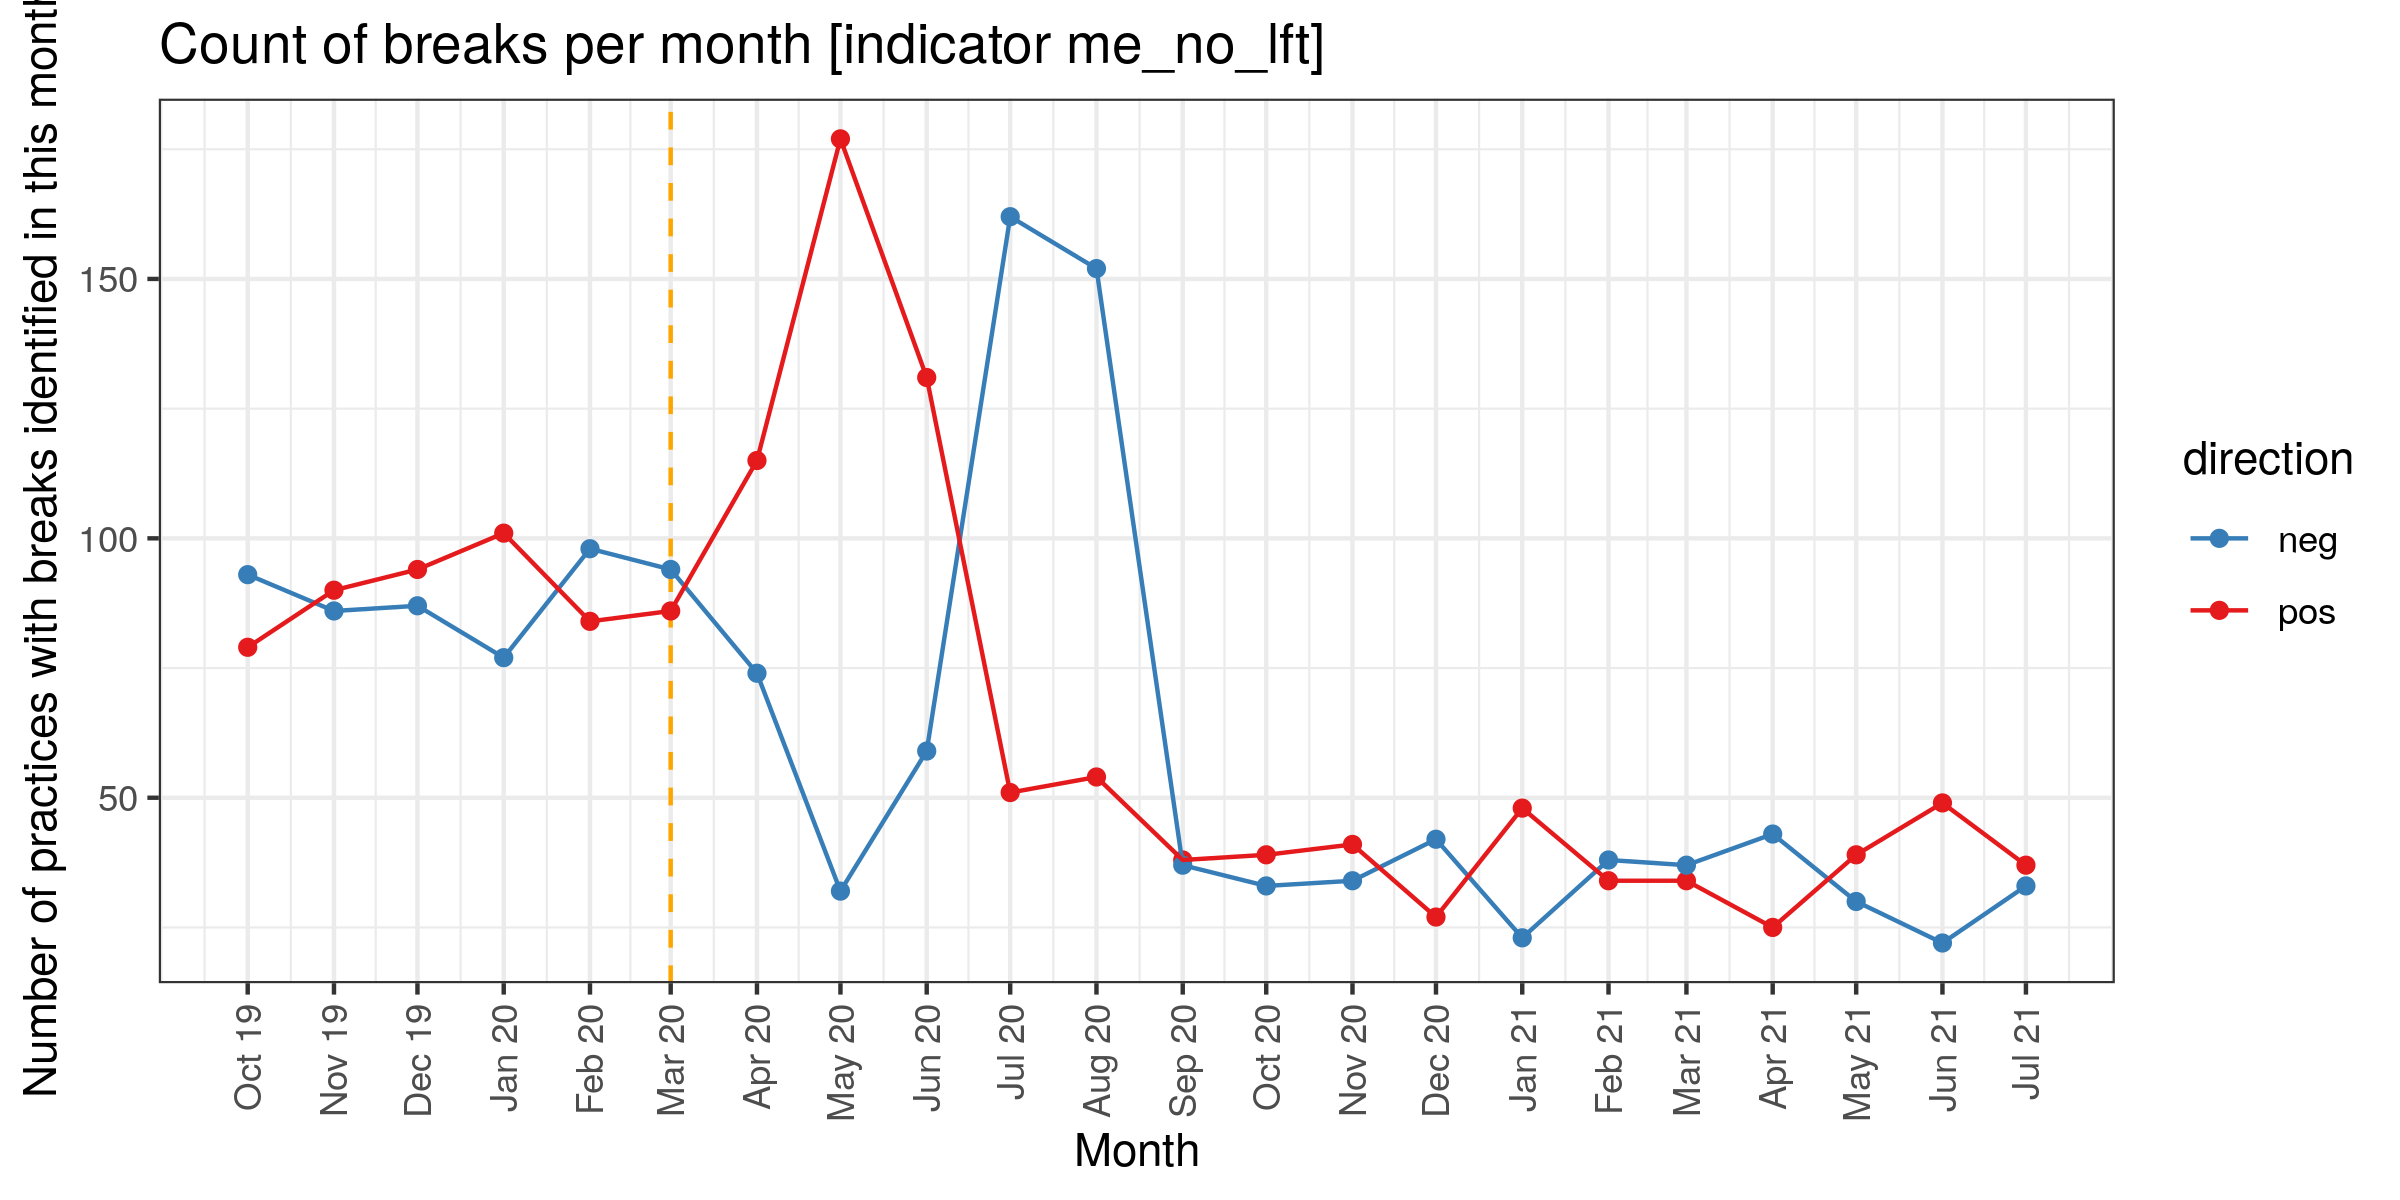 Count of breaks per month [indicator me_no_lft]
Number of practices with breaks identified in this month
150
100
50
Oct 19
Nov 19
Dec 19
Jan 20
Feb 20
Mar 20
Apr 20
May 20
Jun 20
Jul 20
Aug 20
Sep 20
Oct 20
Nov 20
Dec 20
Jan 21
Feb 21
Mar 21
Apr 21
May 21
Jun 21
Jul 21
Month
direction
neg
pos